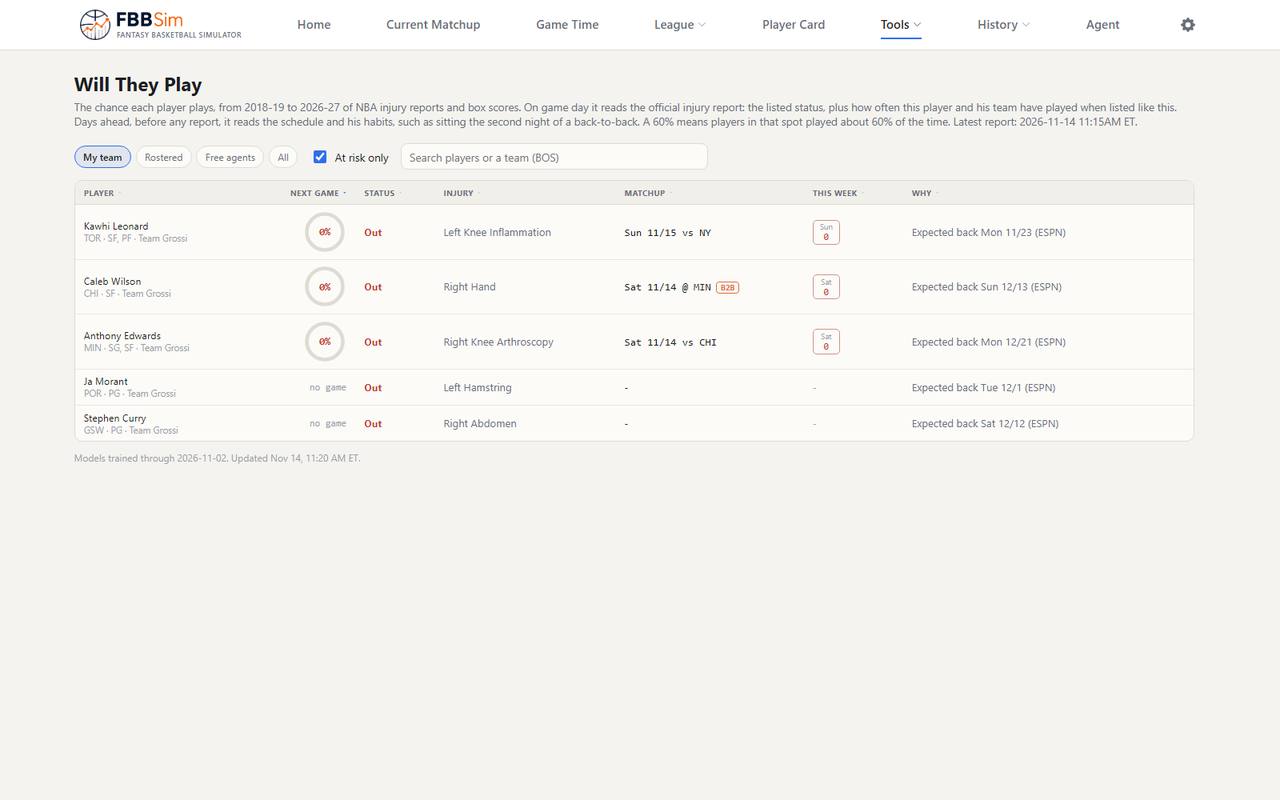 FBBSim
FANTASY BASKETBALL SIMULATOR
Home
Current Matchup
Game Time
League
Player Card
Tools
History
Agent
Will They Play
The chance each player plays, from 2018-19 to 2026-27 of NBA injury reports and box scores. On game day it reads the official injury report: the listed status, plus how often this player and his team have played when listed like this.
Days ahead, before any report, it reads the schedule and his habits, such as sitting the second night of a back-to-back. A 60% means players in that spot played about 60% of the time. Latest report: 2026-11-14 11:15AM ET.
My team
Rostered
Free agents
All
At risk only
Search players or a team (BOS)
PLAYER NEXT GAME STATUS INJURY MATCHUP THIS WEEK WHY
Kawhi Leonard
TOR · SF, PF · Team Grossi
0% Out Left Knee Inflammation Sun 11/15 vs NY Sun 0 Expected back Mon 11/23 (ESPN)
Caleb Wilson
CHI · SF · Team Grossi
0% Out Right Hand Sat 11/14 @ MIN B2B Sat 0 Expected back Sun 12/13 (ESPN)
Anthony Edwards
MIN · SG, SF · Team Grossi
0% Out Right Knee Arthroscopy Sat 11/14 vs CHI Sat 0 Expected back Mon 12/21 (ESPN)
Ja Morant
POR · PG · Team Grossi
no game Out Left Hamstring - - Expected back Tue 12/1 (ESPN)
Stephen Curry
GSW · PG · Team Grossi
no game Out Right Abdomen - - Expected back Sat 12/12 (ESPN)
Models trained through 2026-11-02. Updated Nov 14, 11:20 AM ET.